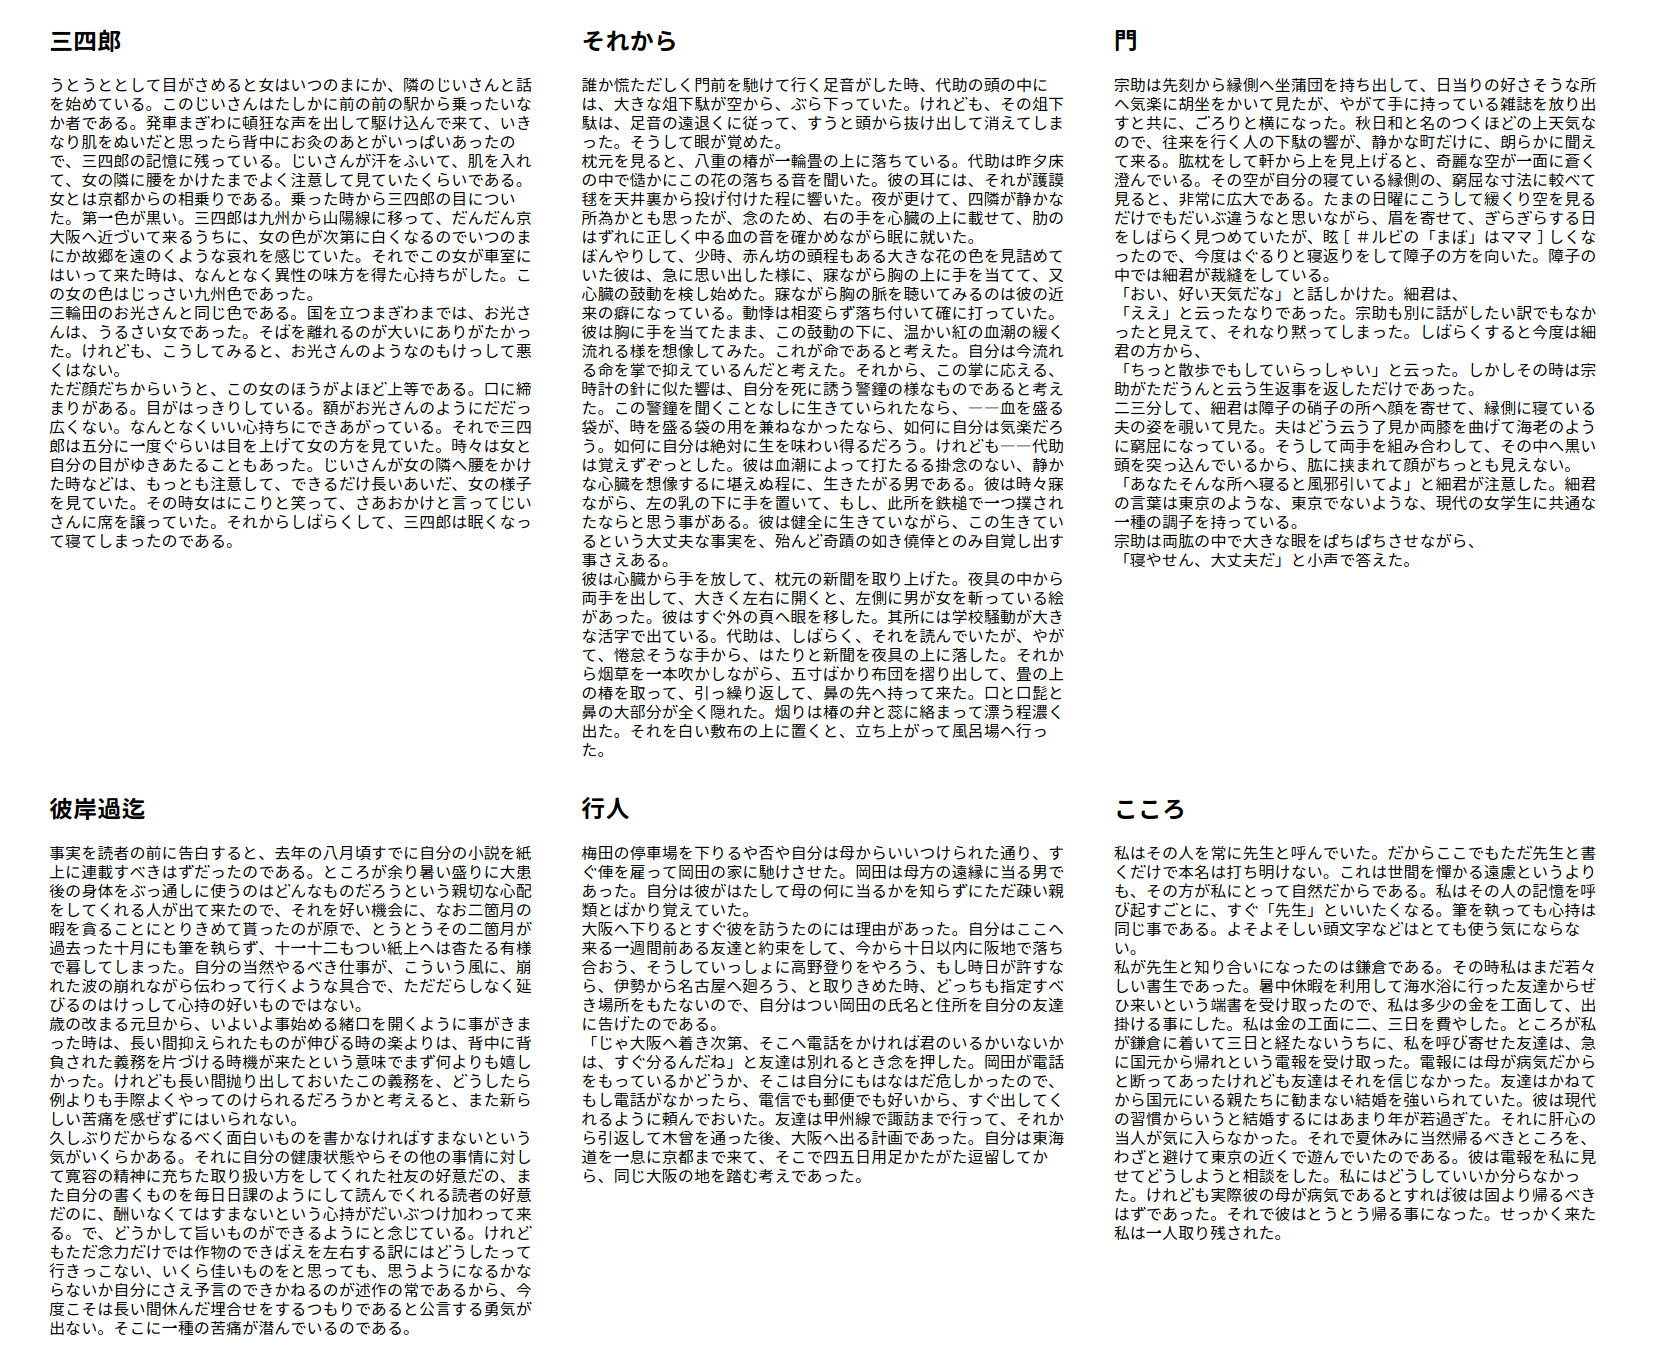 三四郎
うとうととして目がさめると女はいつのまにか、隣のじいさんと話
を始めている。このじいさんはたしかに前の前の駅から乗ったいな
か者である。発車まぎわに頓狂な声を出して駆け込んで来て、いき
なり肌をぬいだと思ったら背中にお灸のあとがいっぱいあったの
で、三四郎の記憶に残っている。じいさんが汗をふいて、肌を入れ
て、女の隣に腰をかけたまでよく注意して見ていたくらいである。
女とは京都からの相乗りである。乗った時から三四郎の目につい
た。第一色が黒い。三四郎は九州から山陽線に移って、だんだん京
大阪へ近づいて来るうちに、女の色が次第に白くなるのでいつのま
にか故郷を遠のくような哀れを感じていた。それでこの女が車室に
はいって来た時は、なんとなく異性の味方を得た心持ちがした。こ
の女の色はじっさい九州色であった。
三輪田のお光さんと同じ色である。国を立つまぎわまでは、お光さ
んは、うるさい女であった。そばを離れるのが大いにありがたかっ
た。けれども、こうしてみると、お光さんのようなのもけっして悪
くはない。
ただ顔だちからいうと、この女のほうがよほど上等である。口に締
まりがある。目がはっきりしている。額がお光さんのようにだだっ
広くない。なんとなくいい心持ちにできあがっている。それで三四
郎は五分に一度ぐらいは目を上げて女の方を見ていた。時々は女と
自分の目がゆきあたることもあった。じいさんが女の隣へ腰をかけ
た時などは、もっとも注意して、できるだけ長いあいだ、女の様子
を見ていた。その時女はにこりと笑って、さあおかけと言ってじい
さんに席を譲っていた。それからしばらくして、三四郎は眠くなっ
て寝てしまったのである。
それから
誰か慌ただしく門前を馳けて行く足音がした時、代助の頭の中に
は、大きな俎下駄が空から、ぶら下っていた。けれども、その俎下
駄は、足音の遠退くに従って、すうと頭から抜け出して消えてしま
った。そうして眼が覚めた。
枕元を見ると、八重の椿が一輪畳の上に落ちている。代助は昨夕床
の中で慥かにこの花の落ちる音を聞いた。彼の耳には、それが護謨
毬を天井裏から投げ付けた程に響いた。夜が更けて、四隣が静かな
所為かとも思ったが、念のため、右の手を心臓の上に載せて、肋の
はずれに正しく中る血の音を確かめながら眠に就いた。
ぼんやりして、少時、赤ん坊の頭程もある大きな花の色を見詰めて
いた彼は、急に思い出した様に、寐ながら胸の上に手を当てて、又
心臓の鼓動を検し始めた。寐ながら胸の脈を聴いてみるのは彼の近
来の癖になっている。動悸は相変らず落ち付いて確に打っていた。
彼は胸に手を当てたまま、この鼓動の下に、温かい紅の血潮の緩く
流れる様を想像してみた。これが命であると考えた。自分は今流れ
る命を掌で抑えているんだと考えた。それから、この掌に応える、
時計の針に似た響は、自分を死に誘う警鐘の様なものであると考え
た。この警鐘を聞くことなしに生きていられたなら、――血を盛る
袋が、時を盛る袋の用を兼ねなかったなら、如何に自分は気楽だろ
う。如何に自分は絶対に生を味わい得るだろう。けれども――代助
は覚えずぞっとした。彼は血潮によって打たるる掛念のない、静か
な心臓を想像するに堪えぬ程に、生きたがる男である。彼は時々寐
ながら、左の乳の下に手を置いて、もし、此所を鉄槌で一つ撲され
たならと思う事がある。彼は健全に生きていながら、この生きてい
るという大丈夫な事実を、殆んど奇蹟の如き僥倖とのみ自覚し出す
事さえある。
彼は心臓から手を放して、枕元の新聞を取り上げた。夜具の中から
両手を出して、大きく左右に開くと、左側に男が女を斬っている絵
があった。彼はすぐ外の頁へ眼を移した。其所には学校騒動が大き
な活字で出ている。代助は、しばらく、それを読んでいたが、やが
て、惓怠そうな手から、はたりと新聞を夜具の上に落した。それか
ら烟草を一本吹かしながら、五寸ばかり布団を摺り出して、畳の上
の椿を取って、引っ繰り返して、鼻の先へ持って来た。口と口髭と
鼻の大部分が全く隠れた。烟りは椿の弁と蕊に絡まって漂う程濃く
出た。それを白い敷布の上に置くと、立ち上がって風呂場へ行っ
た。
門
宗助は先刻から縁側へ坐蒲団を持ち出して、日当りの好さそうな所
へ気楽に胡坐をかいて見たが、やがて手に持っている雑誌を放り出
すと共に、ごろりと横になった。秋日和と名のつくほどの上天気な
ので、往来を行く人の下駄の響が、静かな町だけに、朗らかに聞え
て来る。肱枕をして軒から上を見上げると、奇麗な空が一面に蒼く
澄んでいる。その空が自分の寝ている縁側の、窮屈な寸法に較べて
見ると、非常に広大である。たまの日曜にこうして緩くり空を見る
だけでもだいぶ違うなと思いながら、眉を寄せて、ぎらぎらする日
をしばらく見つめていたが、眩［＃ルビの「まぼ」はママ］しくな
ったので、今度はぐるりと寝返りをして障子の方を向いた。障子の
中では細君が裁縫をしている。
「おい、好い天気だな」と話しかけた。細君は、
「ええ」と云ったなりであった。宗助も別に話がしたい訳でもなか
ったと見えて、それなり黙ってしまった。しばらくすると今度は細
君の方から、
「ちっと散歩でもしていらっしゃい」と云った。しかしその時は宗
助がただうんと云う生返事を返しただけであった。
二三分して、細君は障子の硝子の所へ顔を寄せて、縁側に寝ている
夫の姿を覗いて見た。夫はどう云う了見か両膝を曲げて海老のよう
に窮屈になっている。そうして両手を組み合わして、その中へ黒い
頭を突っ込んでいるから、肱に挟まれて顔がちっとも見えない。
「あなたそんな所へ寝ると風邪引いてよ」と細君が注意した。細君
の言葉は東京のような、東京でないような、現代の女学生に共通な
一種の調子を持っている。
宗助は両肱の中で大きな眼をぱちぱちさせながら、
「寝やせん、大丈夫だ」と小声で答えた。
彼岸過迄
事実を読者の前に告白すると、去年の八月頃すでに自分の小説を紙
上に連載すべきはずだったのである。ところが余り暑い盛りに大患
後の身体をぶっ通しに使うのはどんなものだろうという親切な心配
をしてくれる人が出て来たので、それを好い機会に、なお二箇月の
暇を貪ることにとりきめて貰ったのが原で、とうとうその二箇月が
過去った十月にも筆を執らず、十一十二もつい紙上へは杳たる有様
で暮してしまった。自分の当然やるべき仕事が、こういう風に、崩
れた波の崩れながら伝わって行くような具合で、ただだらしなく延
びるのはけっして心持の好いものではない。
歳の改まる元旦から、いよいよ事始める緒口を開くように事がきま
った時は、長い間抑えられたものが伸びる時の楽よりは、背中に背
負された義務を片づける時機が来たという意味でまず何よりも嬉し
かった。けれども長い間抛り出しておいたこの義務を、どうしたら
例よりも手際よくやってのけられるだろうかと考えると、また新ら
しい苦痛を感ぜずにはいられない。
久しぶりだからなるべく面白いものを書かなければすまないという
気がいくらかある。それに自分の健康状態やらその他の事情に対し
て寛容の精神に充ちた取り扱い方をしてくれた社友の好意だの、ま
た自分の書くものを毎日日課のようにして読んでくれる読者の好意
だのに、酬いなくてはすまないという心持がだいぶつけ加わって来
る。で、どうかして旨いものができるようにと念じている。けれど
もただ念力だけでは作物のできばえを左右する訳にはどうしたって
行きっこない、いくら佳いものをと思っても、思うようになるかな
らないか自分にさえ予言のできかねるのが述作の常であるから、今
度こそは長い間休んだ埋合せをするつもりであると公言する勇気が
出ない。そこに一種の苦痛が潜んでいるのである。
行人
梅田の停車場を下りるや否や自分は母からいいつけられた通り、す
ぐ俥を雇って岡田の家に馳けさせた。岡田は母方の遠縁に当る男で
あった。自分は彼がはたして母の何に当るかを知らずにただ疎い親
類とばかり覚えていた。
大阪へ下りるとすぐ彼を訪うたのには理由があった。自分はここへ
来る一週間前ある友達と約束をして、今から十日以内に阪地で落ち
合おう、そうしていっしょに高野登りをやろう、もし時日が許すな
ら、伊勢から名古屋へ廻ろう、と取りきめた時、どっちも指定すべ
き場所をもたないので、自分はつい岡田の氏名と住所を自分の友達
に告げたのである。
「じゃ大阪へ着き次第、そこへ電話をかければ君のいるかいないか
は、すぐ分るんだね」と友達は別れるとき念を押した。岡田が電話
をもっているかどうか、そこは自分にもはなはだ危しかったので、
もし電話がなかったら、電信でも郵便でも好いから、すぐ出してく
れるように頼んでおいた。友達は甲州線で諏訪まで行って、それか
ら引返して木曾を通った後、大阪へ出る計画であった。自分は東海
道を一息に京都まで来て、そこで四五日用足かたがた逗留してか
ら、同じ大阪の地を踏む考えであった。
こころ
私はその人を常に先生と呼んでいた。だからここでもただ先生と書
くだけで本名は打ち明けない。これは世間を憚かる遠慮というより
も、その方が私にとって自然だからである。私はその人の記憶を呼
び起すごとに、すぐ「先生」といいたくなる。筆を執っても心持は
同じ事である。よそよそしい頭文字などはとても使う気にならな
い。
私が先生と知り合いになったのは鎌倉である。その時私はまだ若々
しい書生であった。暑中休暇を利用して海水浴に行った友達からぜ
ひ来いという端書を受け取ったので、私は多少の金を工面して、出
掛ける事にした。私は金の工面に二、三日を費やした。ところが私
が鎌倉に着いて三日と経たないうちに、私を呼び寄せた友達は、急
に国元から帰れという電報を受け取った。電報には母が病気だから
と断ってあったけれども友達はそれを信じなかった。友達はかねて
から国元にいる親たちに勧まない結婚を強いられていた。彼は現代
の習慣からいうと結婚するにはあまり年が若過ぎた。それに肝心の
当人が気に入らなかった。それで夏休みに当然帰るべきところを、
わざと避けて東京の近くで遊んでいたのである。彼は電報を私に見
せてどうしようと相談をした。私にはどうしていいか分らなかっ
た。けれども実際彼の母が病気であるとすれば彼は固より帰るべき
はずであった。それで彼はとうとう帰る事になった。せっかく来た
私は一人取り残された。